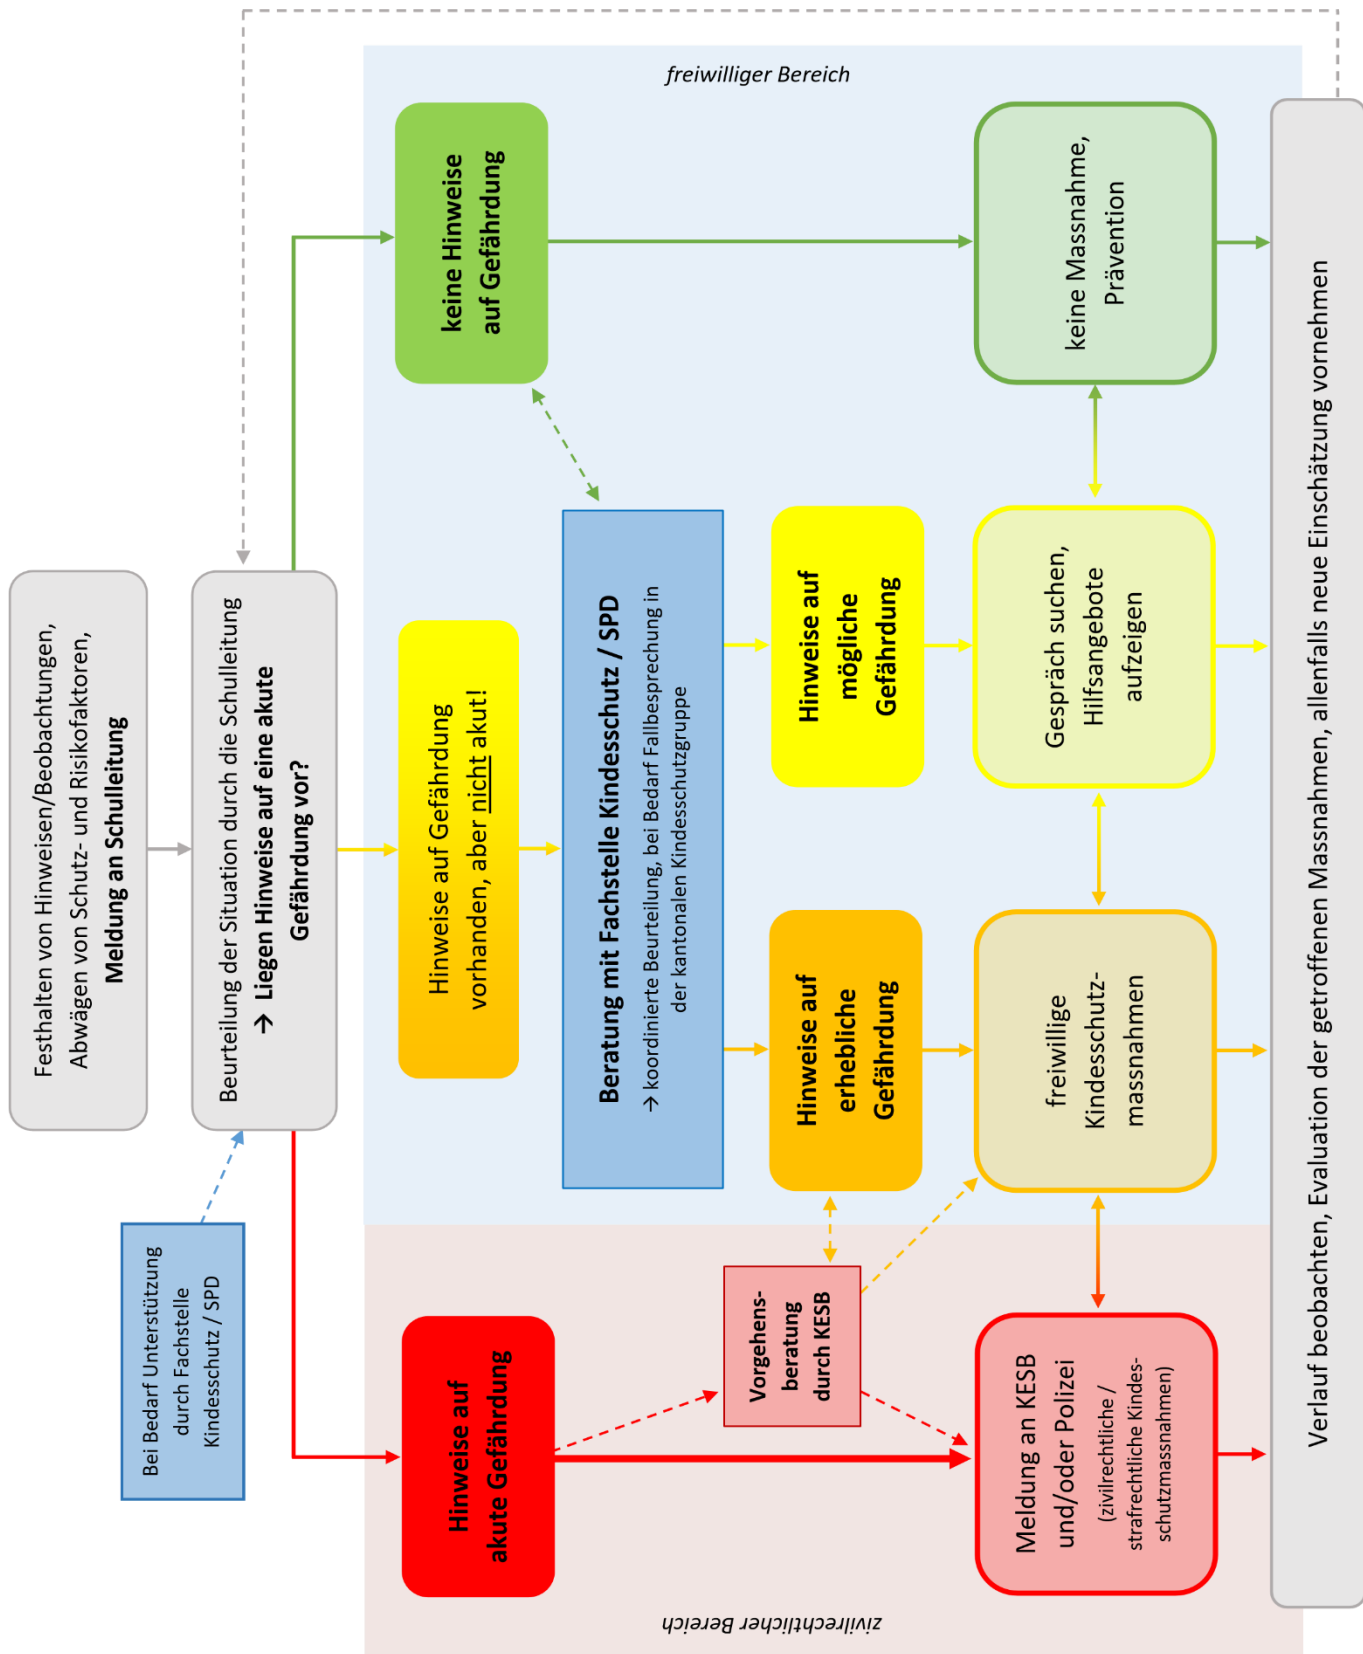 Festhalten von Hinweisen/Beobachtungen,
Abwägen von Schutz- und Risikofaktoren,
Meldung an Schulleitung
Bei Bedarf Unterstützung
durch Fachstelle
Kindesschutz / SPD
Beurteilung der Situation durch die Schulleitung
→ Liegen Hinweise auf eine akute
Gefährdung vor?
zivilrechtlicher Bereich
freiwilliger Bereich
Hinweise auf
akute Gefährdung
Hinweise auf Gefährdung
vorhanden, aber nicht akut!
keine Hinweise
auf Gefährdung
Beratung mit Fachstelle Kindesschutz / SPD
→ koordinierte Beurteilung, bei Bedarf Fallbesprechung in
der kantonalen Kindesschutzgruppe
Vorgehens-
beratung
durch KESB
Hinweise auf
erhebliche
Gefährdung
Hinweise auf
mögliche
Gefährdung
Meldung an KESB
und/oder Polizei
(zivilrechtliche /
strafrechtliche Kindes-
schutzmassnahmen)
freiwillige
Kindesschutz-
massnahmen
Gespräch suchen,
Hilfsangebote
aufzeigen
keine Massnahme,
Prävention
Verlauf beobachten, Evaluation der getroffenen Massnahmen, allenfalls neue Einschätzung vornehmen